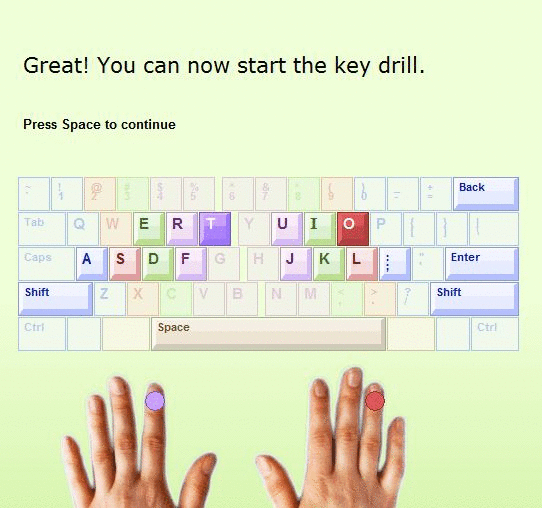 Great! You can now start the key drill.
Press Space to continue
~ ` ! 1 @ 2 # 3 $ 4 % 5 ^ 6 & 7 * 8 ( 9 ) 0 _ - + = Back
Tab Q W E R T Y U I O P { [ } ] | \
Caps A S D F G H J K L : ; " ' Enter
Shift Z X C V B N M < , > . ? / Shift
Ctrl Space Ctrl